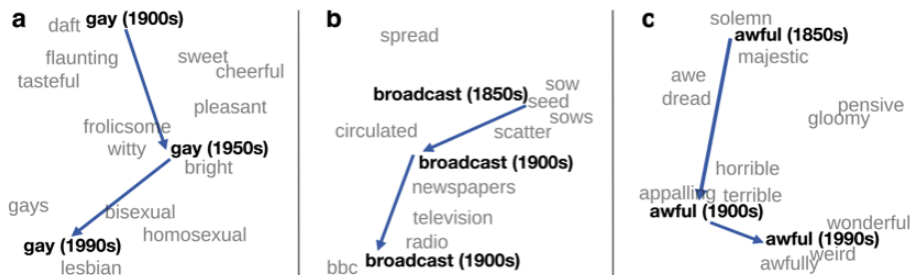 a
daft
gay (1900s)
flaunting
sweet
tasteful
cheerful
pleasant
frolicsome
witty
gay (1950s)
bright
gays
bisexual
homosexual
gay (1990s)
lesbian
b
spread
broadcast (1850s)
sow
seed
sows
circulated
scatter
broadcast (1900s)
newspapers
television
radio
bbc
broadcast (1900s)
c
solemn
awful (1850s)
majestic
awe
dread
pensive
gloomy
horrible
appalling
terrible
awful (1900s)
wonderful
awful (1990s)
weird
awfully